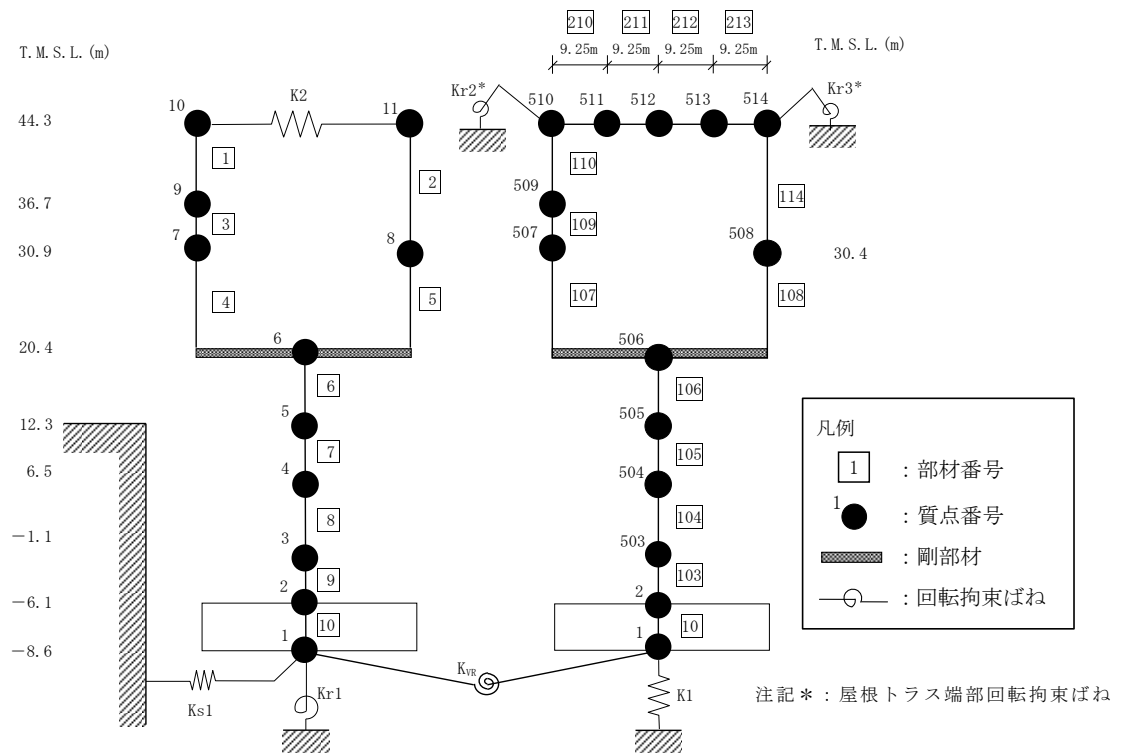 210 211 212 213
T.M.S.L.(m) 9.25m 9.25m 9.25m 9.25m T.M.S.L.(m)
K2 Kr2* Kr3*
44.3 10 11 510 511 512 513 514
1 110
2 114
36.7 9 509
3 109
30.9 7 8 507 508 30.4
4 5 107 108
20.4 6 506
6 106
12.3 5 505
7 105
6.5 4 504
8 104
-1.1 3 503
9 103
-6.1 2 2
10 10
-8.6 1 1
Ks1 Kr1 KVR K1
凡例
1 :部材番号
1 :質点番号
:剛部材
:回転拘束ばね
注記*:屋根トラス端部回転拘束ばね